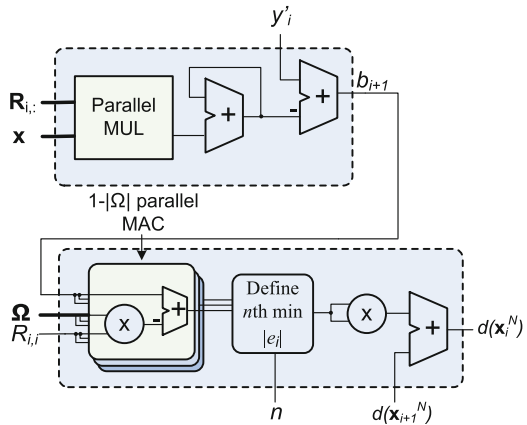 y'ᵢ
Rᵢ,:
x
Parallel
MUL
+
-
+
bᵢ₊₁
1-|Ω| parallel
MAC
Ω
Rᵢ,ᵢ
x
-
+
Define
nth min
|eᵢ|
x
+
d(xᵢᴺ)
n
d(xᵢ₊₁ᴺ)